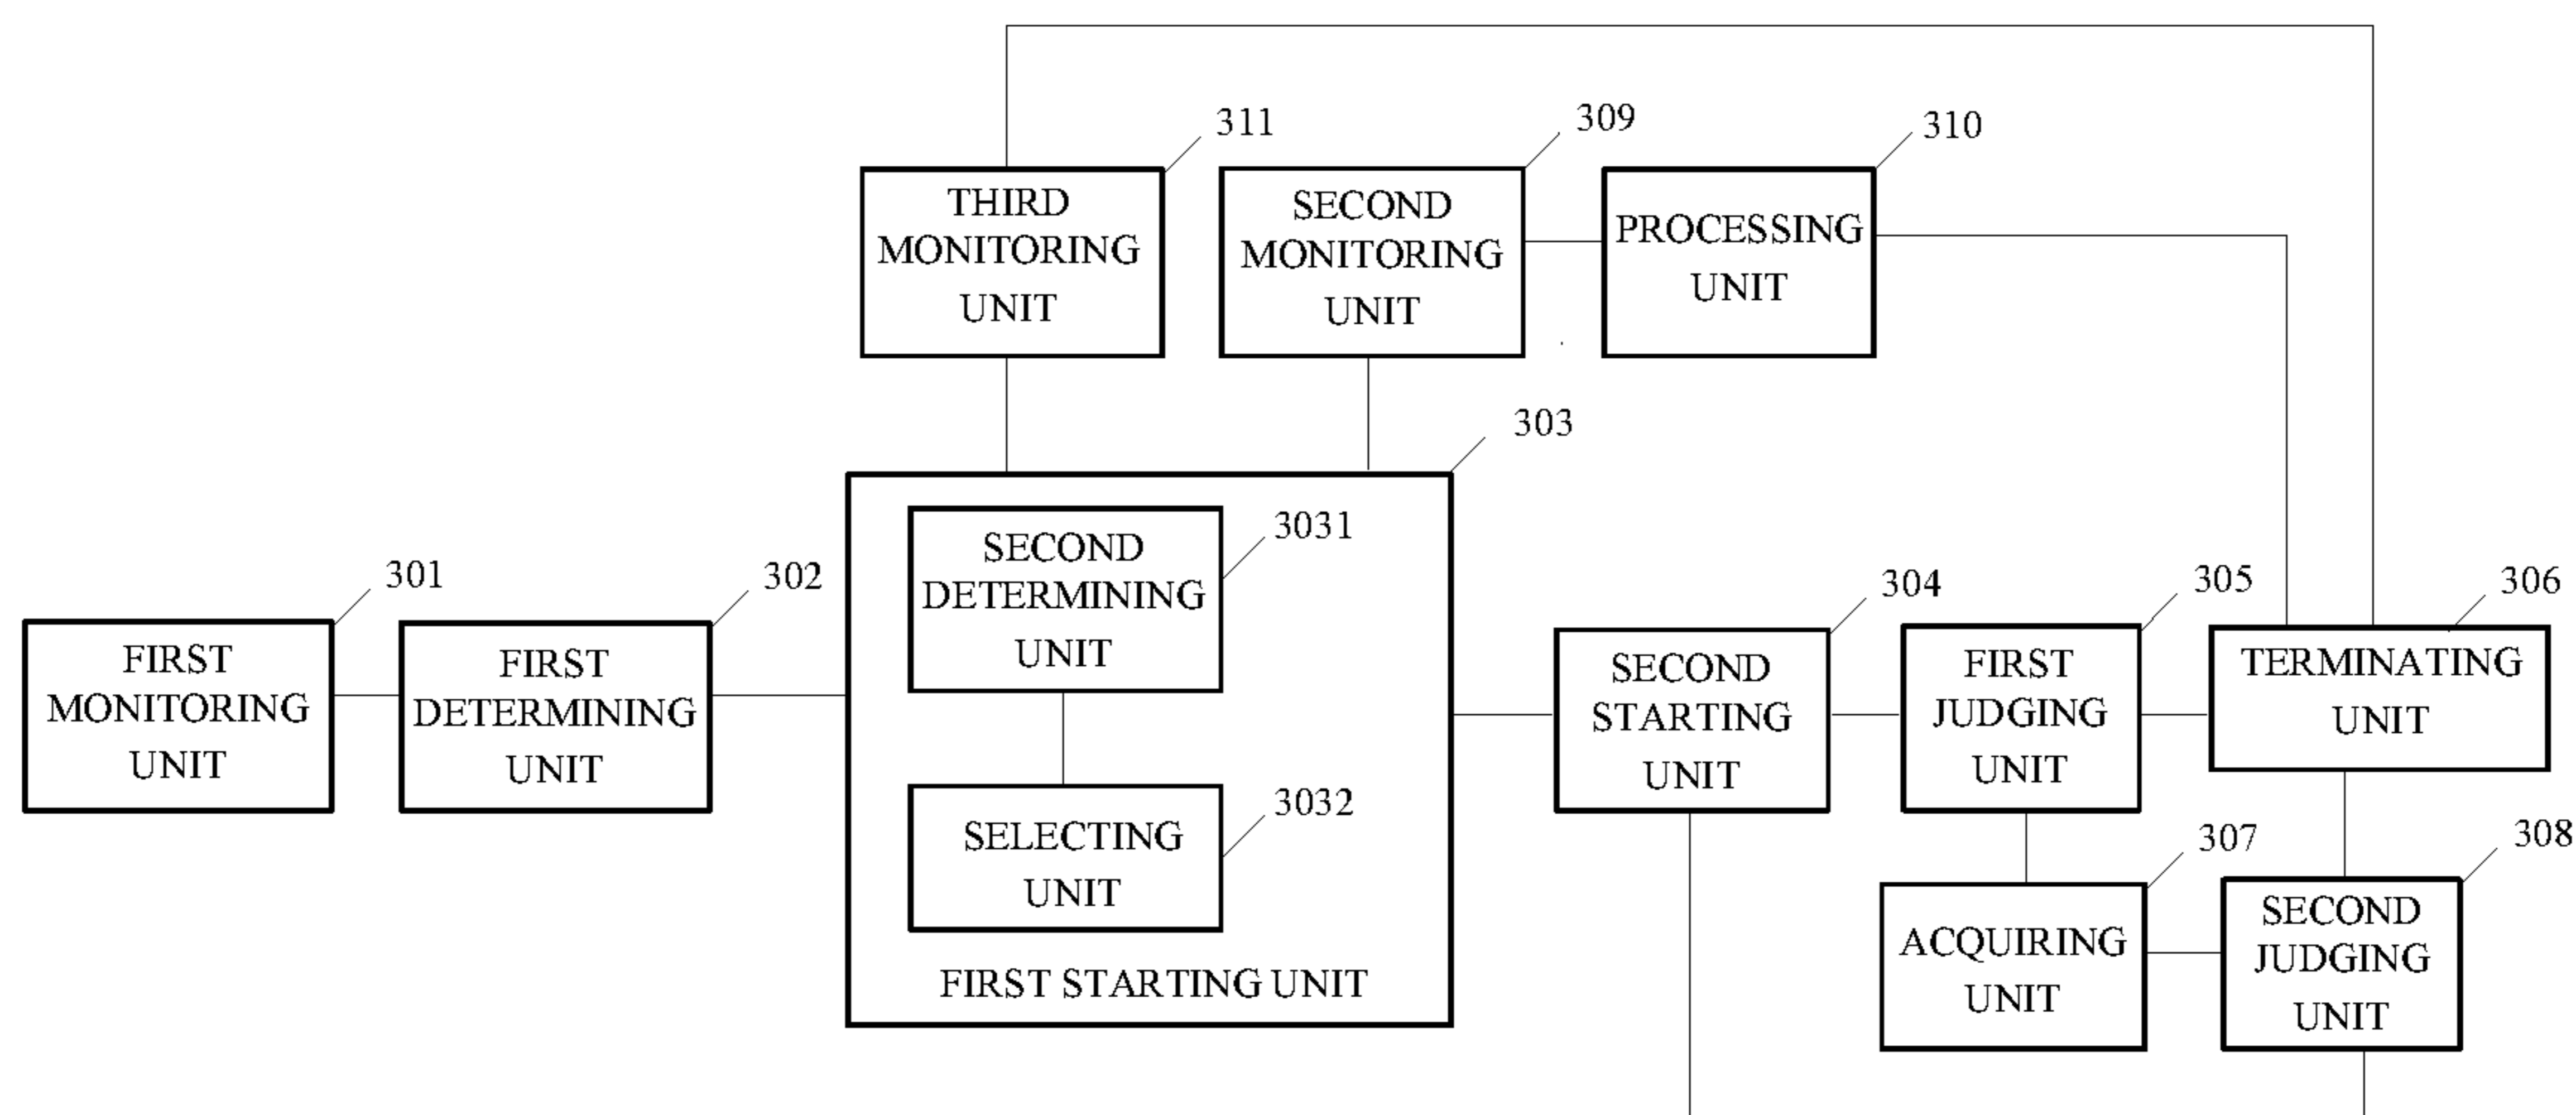 311
309
310
THIRD
MONITORING
UNIT
SECOND
MONITORING
UNIT
PROCESSING
UNIT
303
301
FIRST
MONITORING
UNIT
302
FIRST
DETERMINING
UNIT
3031
SECOND
DETERMINING
UNIT
3032
SELECTING
UNIT
FIRST STARTING UNIT
304
SECOND
STARTING
UNIT
305
FIRST
JUDGING
UNIT
306
TERMINATING
UNIT
307
ACQUIRING
UNIT
308
SECOND
JUDGING
UNIT